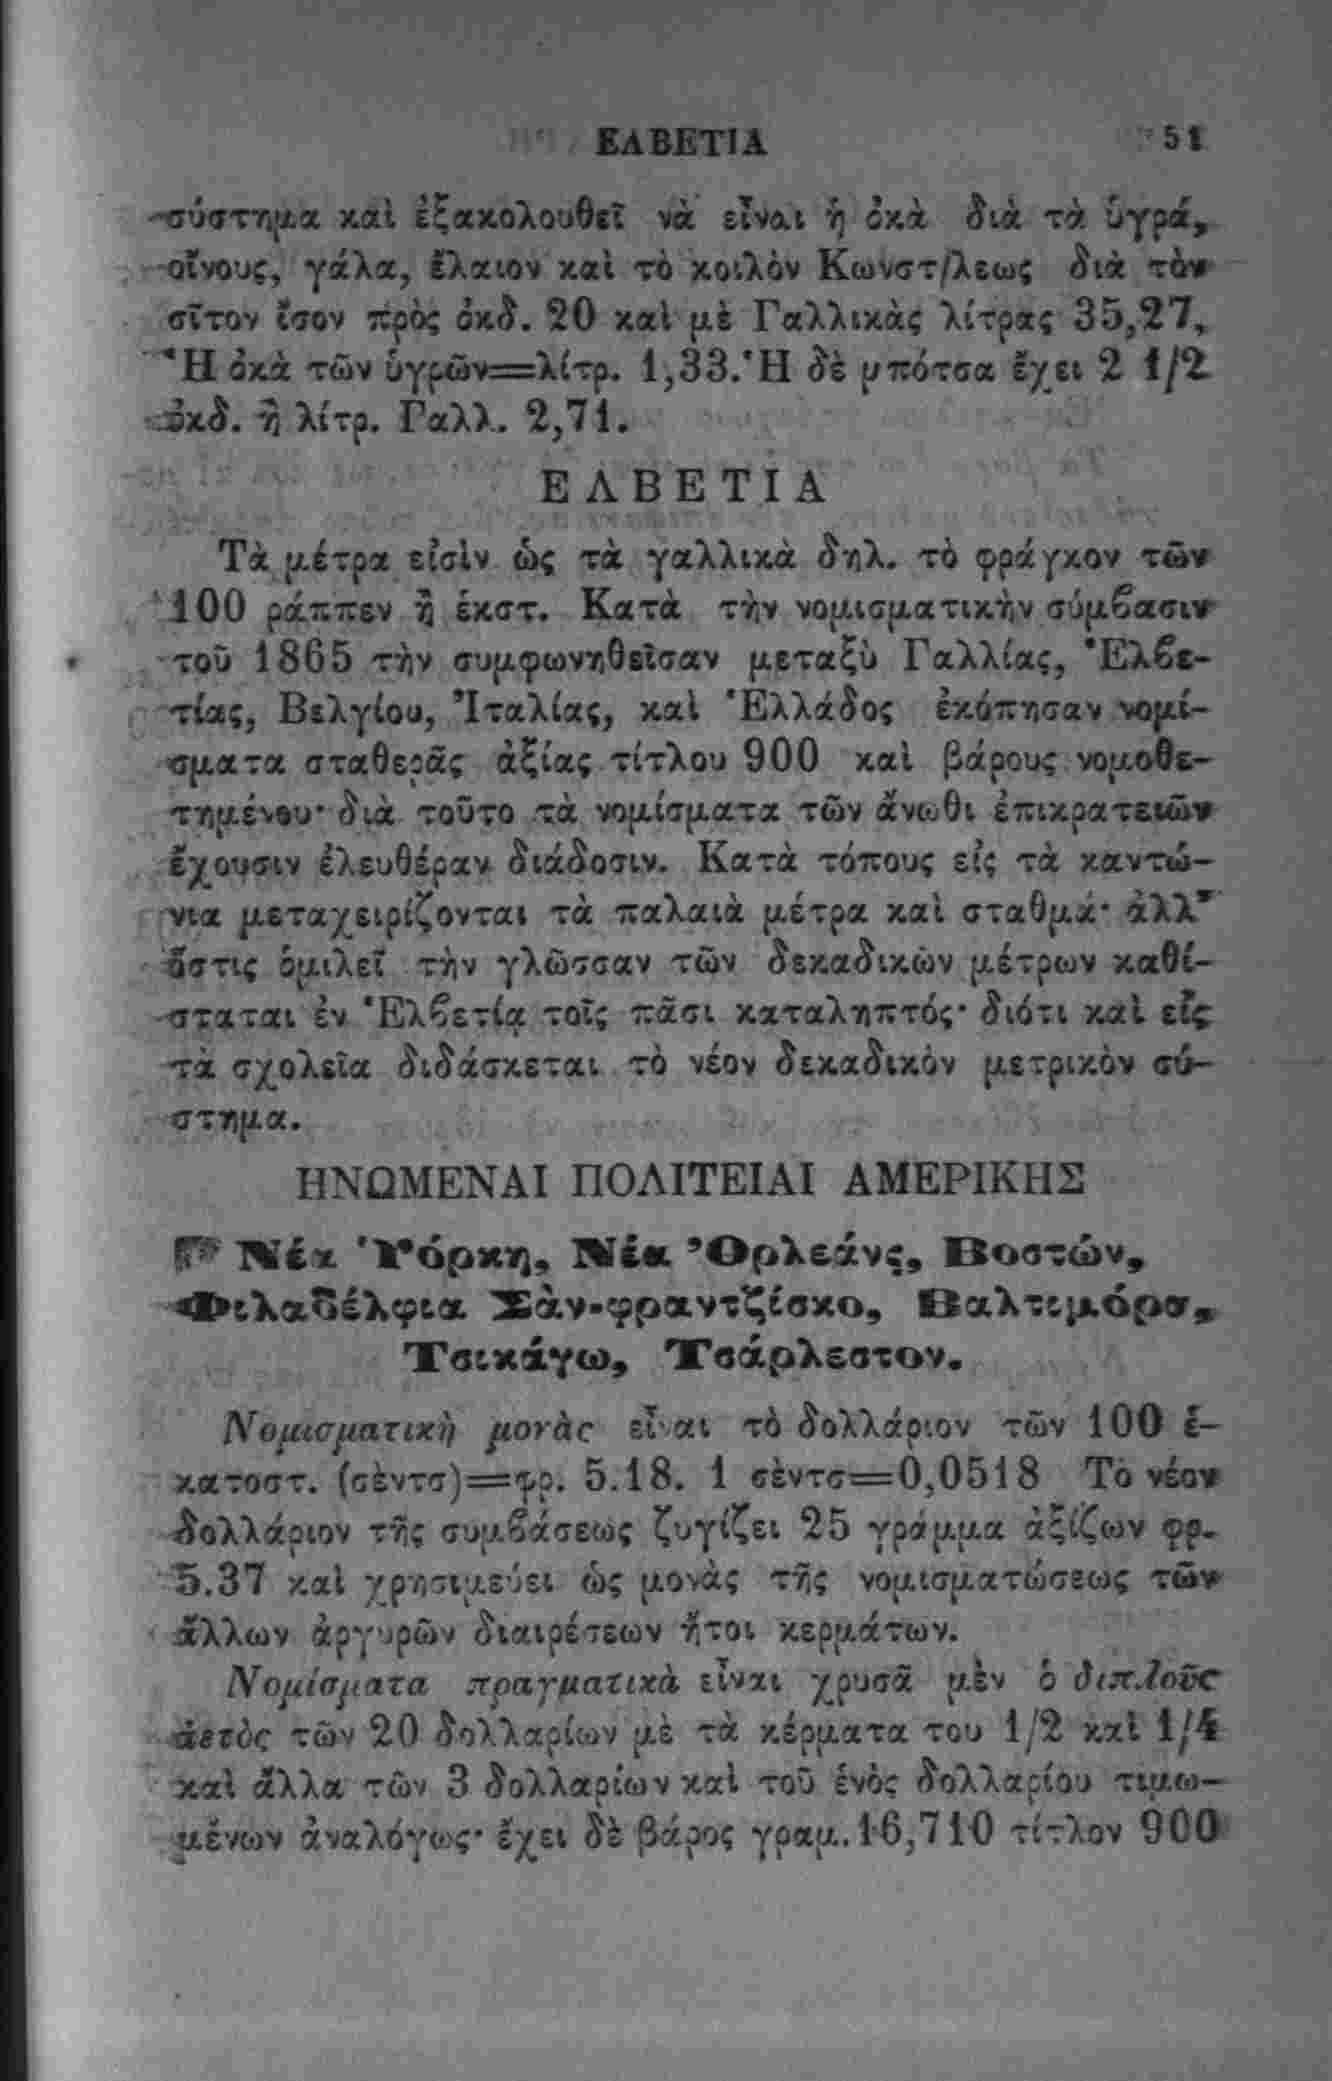 ΕΛΒΕΤΙΑ 51
σύστημα καὶ ἐξακολουθεῖ νὰ εἶναι ἡ ὀκὰ διὰ τὰ ὑγρά,
οἴνους, γάλα, ἔλαιον καὶ τὸ κοιλὸν Κωνστ/λεως διὰ τὸν
σῖτον ἴσον πρὸς ὀκδ. 20 καὶ μὲ Γαλλικὰς λίτρας 35,27,
Ἡ ὀκὰ τῶν ὑγρῶν=λίτρ. 1,33. Ἡ δὲ μπότσα ἔχει 2 1/2
ὀκδ. ἢ λίτρ. Γαλλ. 2,71.
ΕΛΒΕΤΙΑ
Τὰ μέτρα εἰσὶν ὡς τὰ γαλλικὰ δηλ. τὸ φράγκον τῶν
100 ράππεν ἢ ἑκστ. Κατὰ τὴν νομισματικὴν σύμβασιν
τοῦ 1865 τὴν συμφωνηθεῖσαν μεταξὺ Γαλλίας, Ἑλβε-
τίας, Βελγίου, Ἰταλίας, καὶ Ἑλλάδος ἐκόπησαν νομί-
σματα σταθερᾶς ἀξίας τίτλου 900 καὶ βάρους νομοθε-
τημένου· διὰ τοῦτο τὰ νομίσματα τῶν ἄνωθι ἐπικρατειῶν
ἔχουσιν ἐλευθέραν διάδοσιν. Κατὰ τόπους εἰς τὰ καντώ-
νια μεταχειρίζονται τὰ παλαιὰ μέτρα καὶ σταθμά· ἀλλ'
ὅστις ὁμιλεῖ τὴν γλῶσσαν τῶν δεκαδικῶν μέτρων καθί-
σταται ἐν Ἑλβετίᾳ τοῖς πᾶσι καταληπτός· διότι καὶ εἰς
τὰ σχολεῖα διδάσκεται τὸ νέον δεκαδικὸν μετρικὸν σύ-
στημα.
ΗΝΩΜΕΝΑΙ ΠΟΛΙΤΕΙΑΙ ΑΜΕΡΙΚΗΣ
Νέα Ὑόρκη, Νέα Ὀρλεάνς, Βοστών,
Φιλαδέλφια Σὰν-φραντζίσκο, Βαλτιμόρσ,
Τσικάγω, Τσάρλεστον.
Νομισματικὴ μονὰς εἶναι τὸ δολλάριον τῶν 100 ἑ-
κατοστ. (σὲντσ)=φρ. 5.18. 1 σὲντσ=0,0518 Τὸ νέον
δολλάριον τῆς συμβάσεως ζυγίζει 25 γράμμα ἀξίζων φρ.
5.37 καὶ χρησιμεύει ὡς μονὰς τῆς νομισματώσεως τῶν
ἄλλων ἀργυρῶν διαιρέσεων ἤτοι κερμάτων.
Νομίσματα πραγματικὰ εἶναι χρυσᾶ μὲν ὁ διπλοῦς
ἀετὸς τῶν 20 δολλαρίων μὲ τὰ κέρματα του 1/2 καὶ 1/4
καὶ ἄλλα τῶν 3 δολλαρίων καὶ τοῦ ἑνὸς δολλαρίου τιμω-
μένων ἀναλόγως· ἔχει δὲ βάρος γραμ. 16,710 τίτλον 900